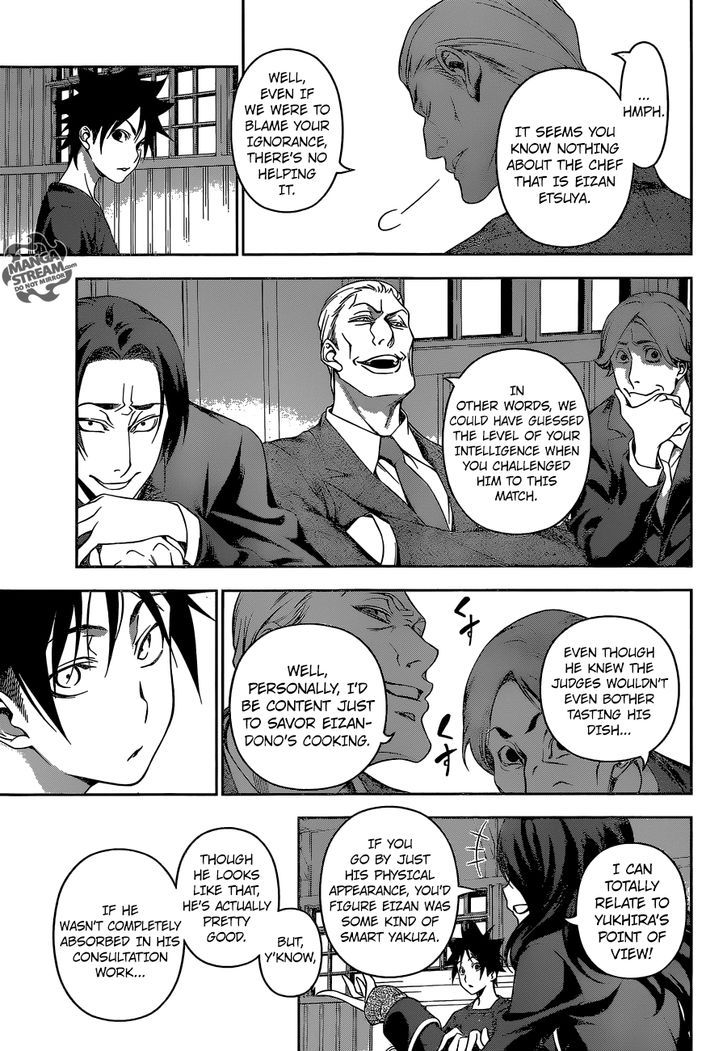 ...
HMPH.
IT SEEMS YOU
KNOW NOTHING
ABOUT THE CHEF
THAT IS EIZAN
ETSUYA.
WELL,
EVEN IF
WE WERE TO
BLAME YOUR
IGNORANCE,
THERE'S NO
HELPING
IT.
MANGA
STREAM.com
DO NOT MIRROR
IN
OTHER WORDS, WE
COULD HAVE GUESSED
THE LEVEL OF YOUR
INTELLIGENCE WHEN
YOU CHALLENGED
HIM TO THIS
MATCH.
EVEN THOUGH
HE KNEW THE
JUDGES WOULDN'T
EVEN BOTHER
TASTING HIS
DISH...
くす
くす
WELL,
PERSONALLY, I'D
BE CONTENT JUST
TO SAVOR EIZAN-
DONO'S COOKING.
I CAN
TOTALLY
RELATE TO
YUKHIRA'S
POINT OF
VIEW!
IF YOU
GO BY JUST
HIS PHYSICAL
APPEARANCE, YOU'D
FIGURE EIZAN WAS
SOME KIND OF
SMART YAKUZA.
BUT,
Y'KNOW,
THOUGH
HE LOOKS
LIKE THAT,
HE'S ACTUALLY
PRETTY
GOOD.
IF HE
WASN'T COMPLETELY
ABSORBED IN HIS
CONSULTATION
WORK...